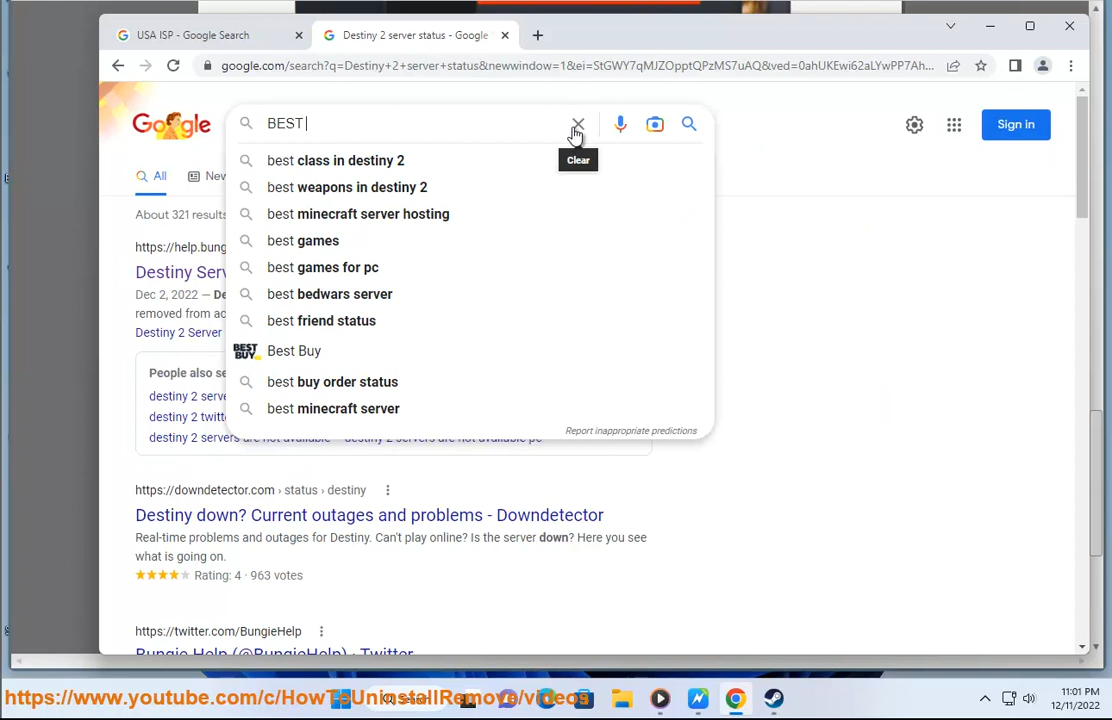 USA ISP - Google Search
Destiny 2 server status - Google
google.com/search?q=Destiny+2+server+status&newwindow=1&ei=StGWY7qMJZOpptQPzMS7uAQ&ved=0ahUKEwi62aLYwPP7Ah...
Google
BEST
Sign in
Clear
best class in destiny 2
best weapons in destiny 2
best minecraft server hosting
best games
best games for pc
best bedwars server
best friend status
BEST BUY
Best Buy
best buy order status
best minecraft server
Report inappropriate predictions
All
New
About 321 results
https://help.bung
Destiny Serv
Dec 2, 2022 — De
removed from ac
Destiny 2 Server
People also se
destiny 2 serve
destiny 2 twitt
destiny 2 servers are not available
destiny 2 servers are not available pc
https://downdetector.com › status › destiny
Destiny down? Current outages and problems - Downdetector
Real-time problems and outages for Destiny. Can't play online? Is the server down? Here you see
what is going on.
Rating: 4 · 963 votes
https://twitter.com/BungieHelp
Bungie Help (@BungieHelp) · Twitter
https://www.youtube.com/c/HowToUninstallRemove/videos
11:01 PM
12/11/2022